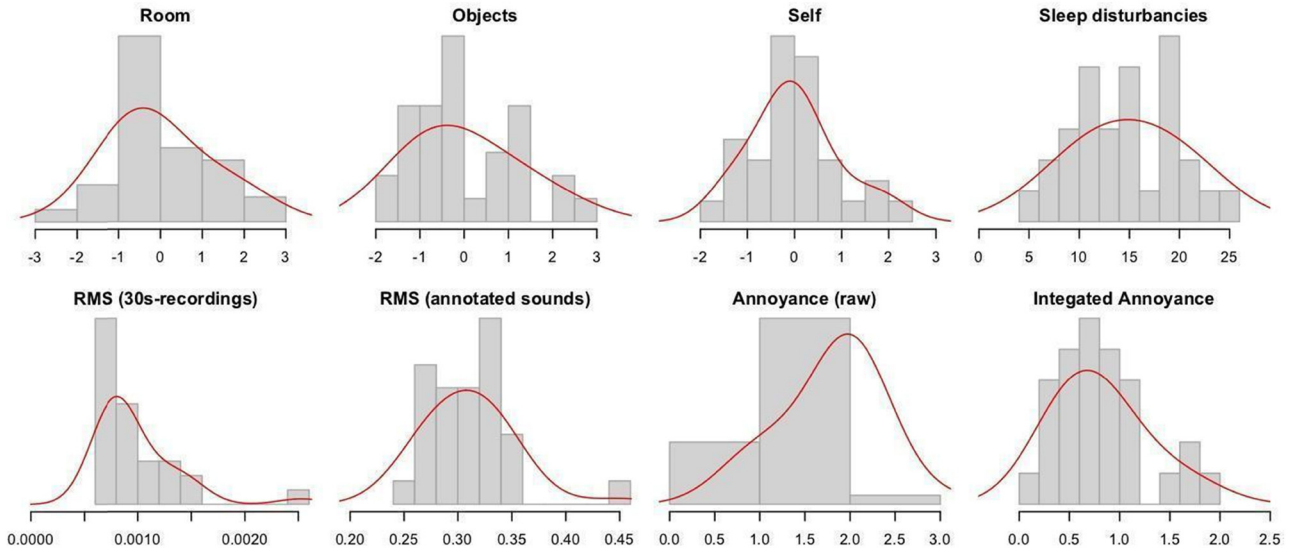 Room
Objects
Self
Sleep disturbancies
-3 -2 -1 0 1 2 3
-2 -1 0 1 2 3
-2 -1 0 1 2 3
0 5 10 15 20 25
RMS (30s-recordings)
RMS (annotated sounds)
Annoyance (raw)
Integated Annoyance
0.0000 0.0010 0.0020
0.20 0.25 0.30 0.35 0.40 0.45
0.0 0.5 1.0 1.5 2.0 2.5 3.0
0.0 0.5 1.0 1.5 2.0 2.5